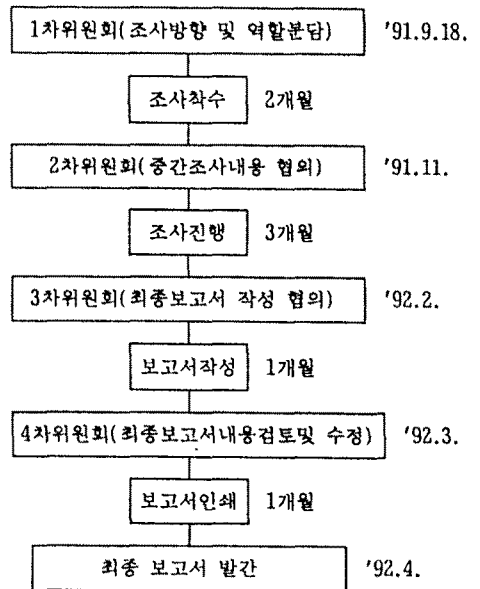 1차위원회(조사방향 및 역할분담) '91.9.18.
조사착수 2개월
2차위원회(중간조사내용 협의) '91.11.
조사진행 3개월
3차위원회(최종보고서 작성 협의) '92.2.
보고서작성 1개월
4차위원회(최종보고서내용검토및 수정) '92.3.
보고서인쇄 1개월
최종 보고서 발간 '92.4.